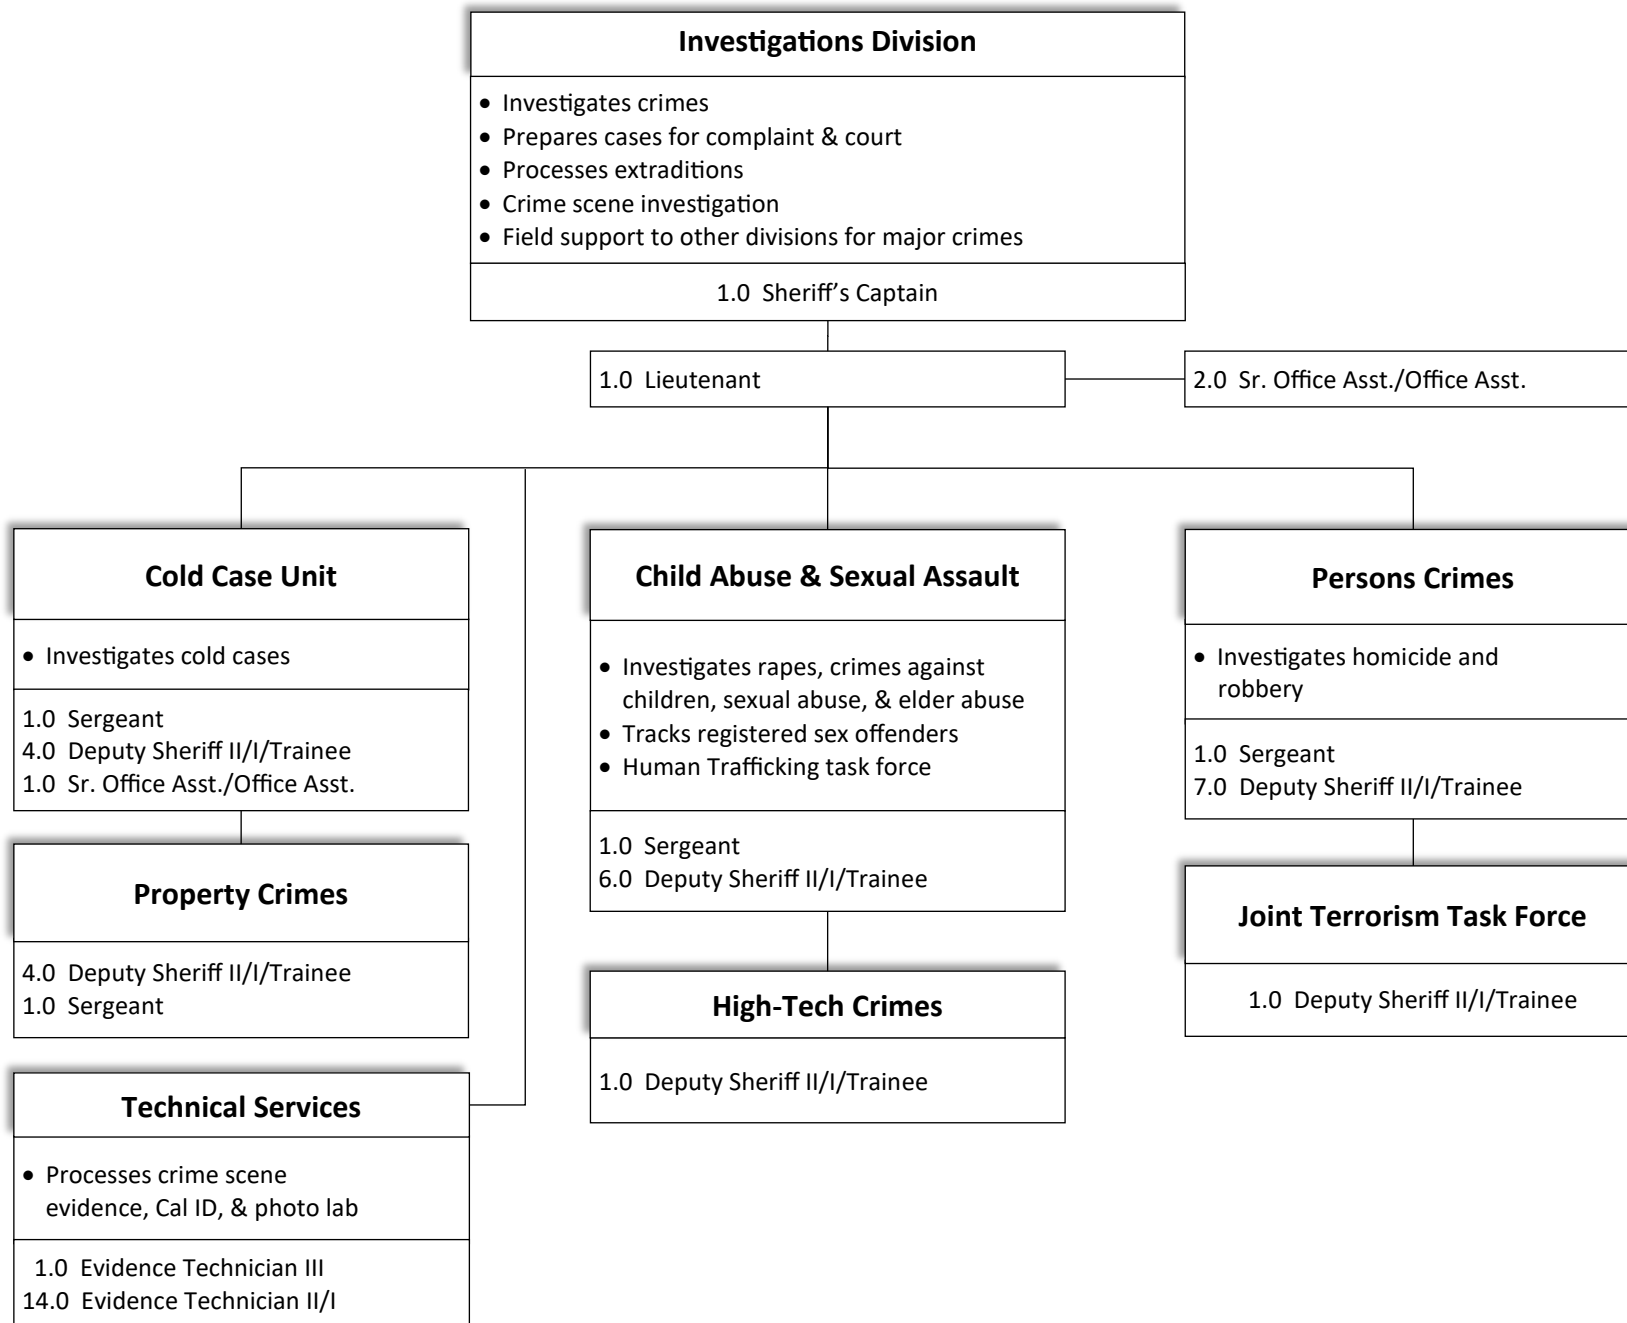 Investigations Division
• Investigates crimes
• Prepares cases for complaint & court
• Processes extraditions
• Crime scene investigation
• Field support to other divisions for major crimes
1.0 Sheriff’s Captain
1.0 Lieutenant
2.0 Sr. Office Asst./Office Asst.
Cold Case Unit
• Investigates cold cases
1.0 Sergeant
4.0 Deputy Sheriff II/I/Trainee
1.0 Sr. Office Asst./Office Asst.
Property Crimes
4.0 Deputy Sheriff II/I/Trainee
1.0 Sergeant
Technical Services
• Processes crime scene
evidence, Cal ID, & photo lab
1.0 Evidence Technician III
14.0 Evidence Technician II/I
Child Abuse & Sexual Assault
• Investigates rapes, crimes against
children, sexual abuse, & elder abuse
• Tracks registered sex offenders
• Human Trafficking task force
1.0 Sergeant
6.0 Deputy Sheriff II/I/Trainee
High-Tech Crimes
1.0 Deputy Sheriff II/I/Trainee
Persons Crimes
• Investigates homicide and
robbery
1.0 Sergeant
7.0 Deputy Sheriff II/I/Trainee
Joint Terrorism Task Force
1.0 Deputy Sheriff II/I/Trainee